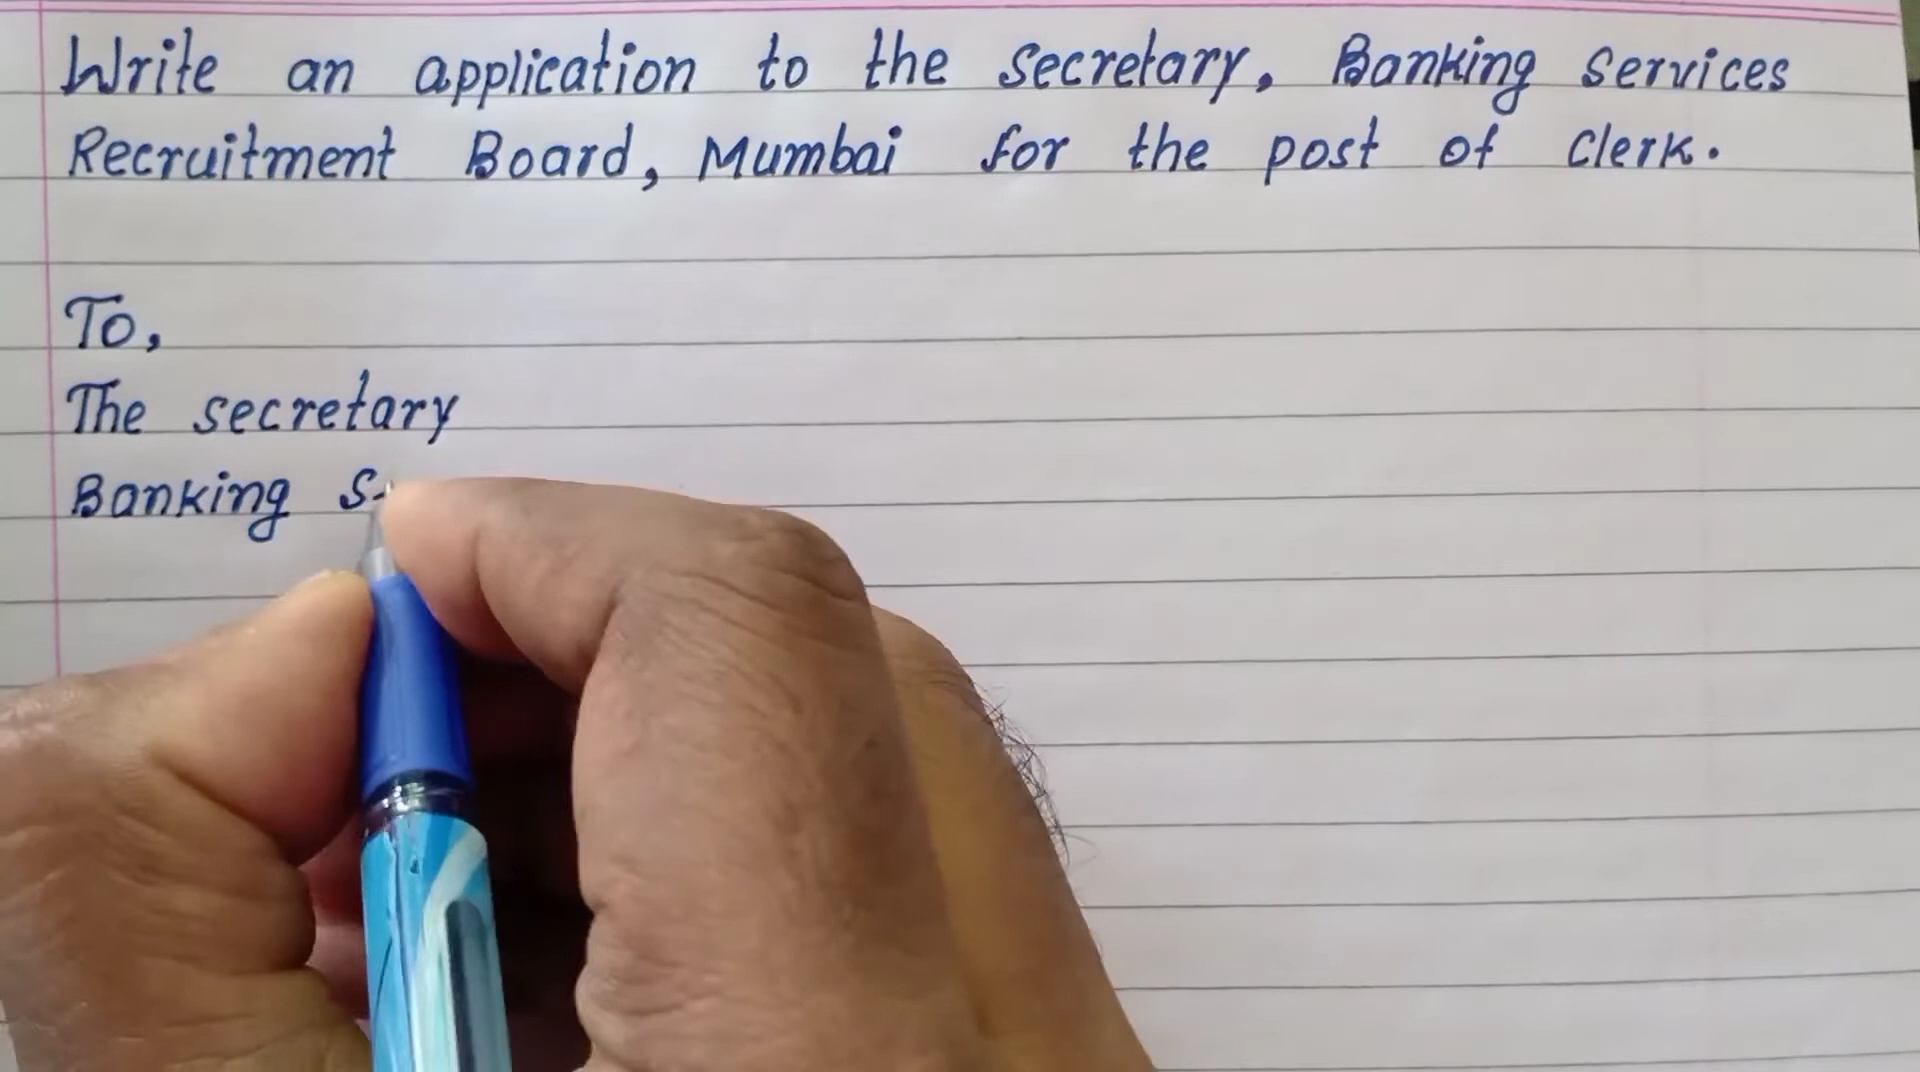 Write an application to the secretary, Banking services
Recruitment Board, Mumbai for the post of clerk.
To,
The secretary
Banking s